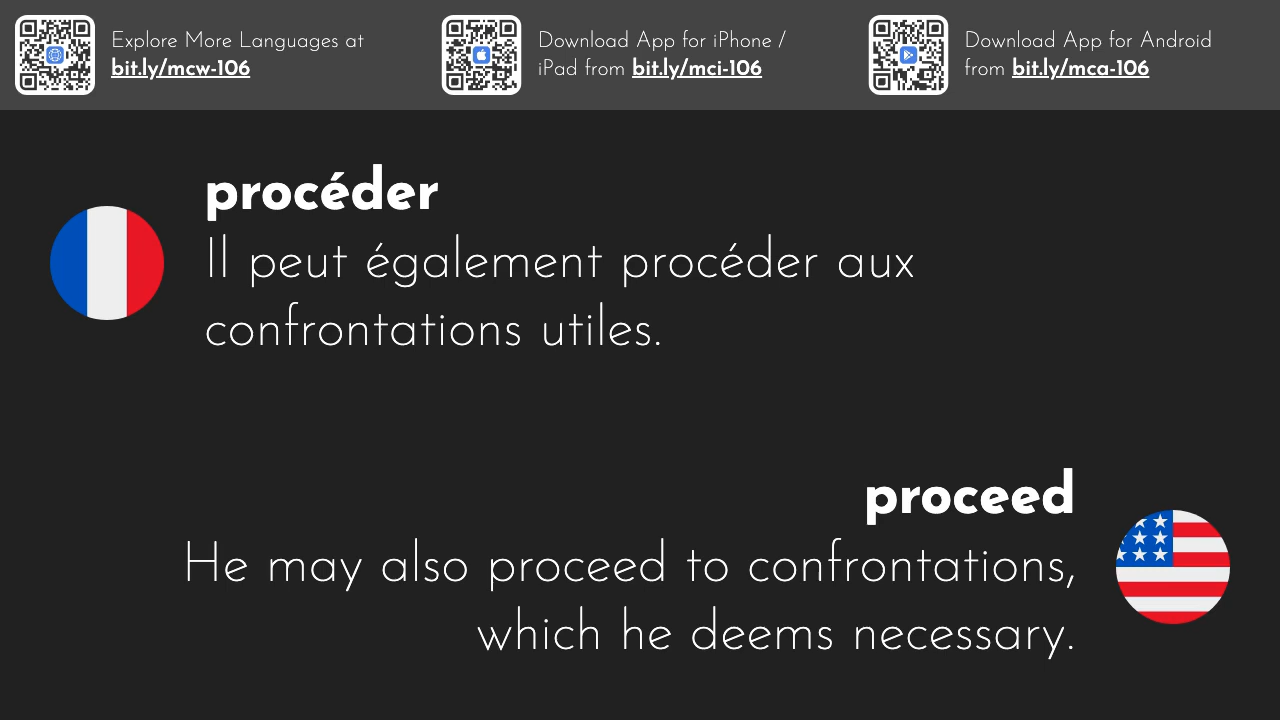 Explore More Languages at
bit.ly/mcw-106
Download App for iPhone /
iPad from bit.ly/mci-106
Download App for Android
from bit.ly/mca-106
procéder
Il peut également procéder aux
confrontations utiles.
proceed
He may also proceed to confrontations,
which he deems necessary.